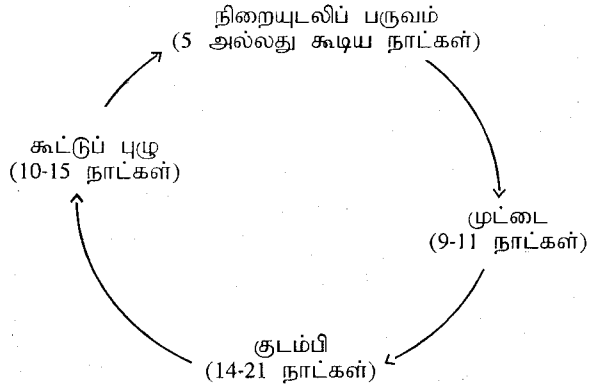 நிறையுடலிப் பருவம்
(5 அல்லது கூடிய நாட்கள்)
முட்டை
(9-11 நாட்கள்)
குடம்பி
(14-21 நாட்கள்)
கூட்டுப் புழு
(10-15 நாட்கள்)